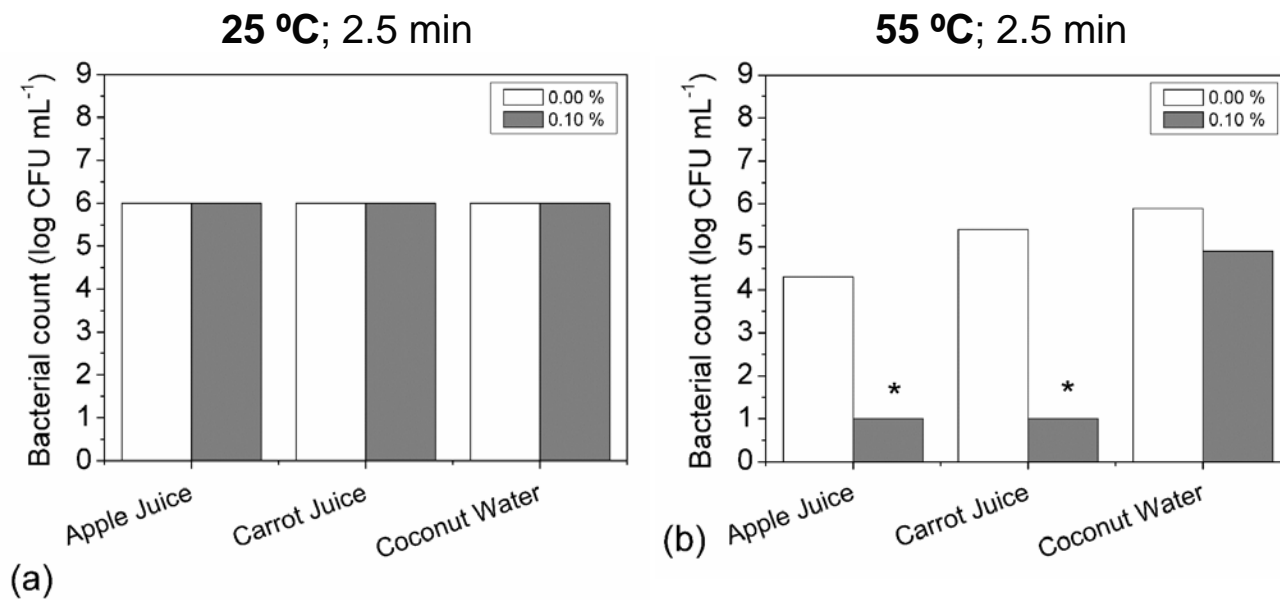 25 ºC; 2.5 min
Bacterial count (log CFU mL⁻¹)
9
8
7
6
5
4
3
2
1
0
0.00 %
0.10 %
Apple Juice
Carrot Juice
Coconut Water
(a)
55 ºC; 2.5 min
Bacterial count (log CFU mL⁻¹)
9
8
7
6
5
4
3
2
1
0
0.00 %
0.10 %
*
*
Apple Juice
Carrot Juice
Coconut Water
(b)